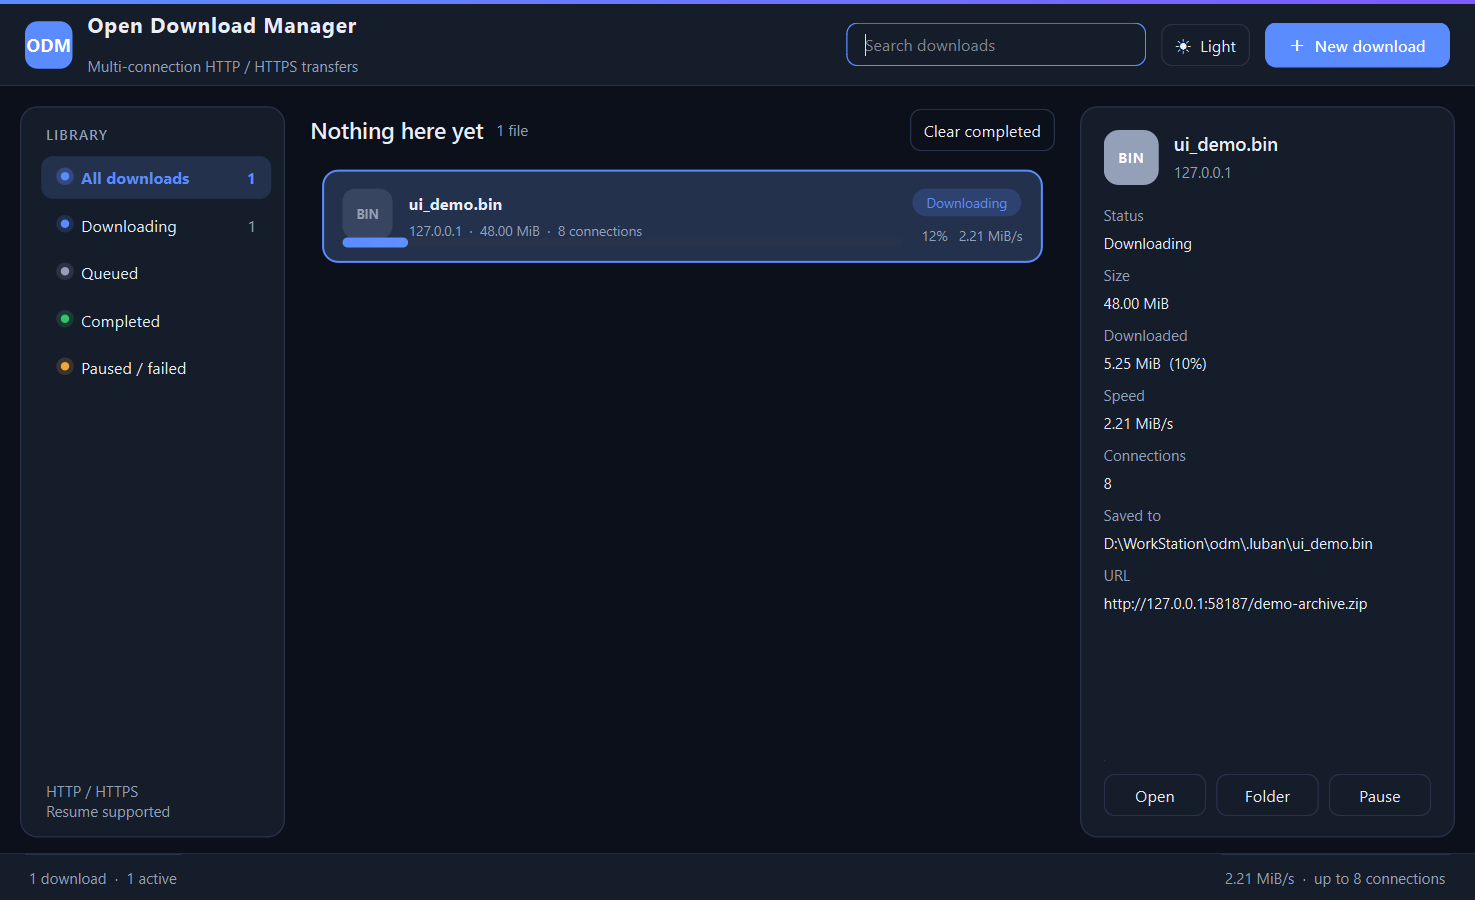 ODM
Open Download Manager
Multi-connection HTTP / HTTPS transfers
Search downloads
Light
+ New download
LIBRARY
All downloads 1
Downloading 1
Queued
Completed
Paused / failed
HTTP / HTTPS
Resume supported
Nothing here yet 1 file
Clear completed
BIN
ui_demo.bin
127.0.0.1 · 48.00 MiB · 8 connections
Downloading
12% 2.21 MiB/s
BIN
ui_demo.bin
127.0.0.1
Status
Downloading
Size
48.00 MiB
Downloaded
5.25 MiB (10%)
Speed
2.21 MiB/s
Connections
8
Saved to
D:\WorkStation\odm\.luban\ui_demo.bin
URL
http://127.0.0.1:58187/demo-archive.zip
Open
Folder
Pause
1 download · 1 active
2.21 MiB/s · up to 8 connections